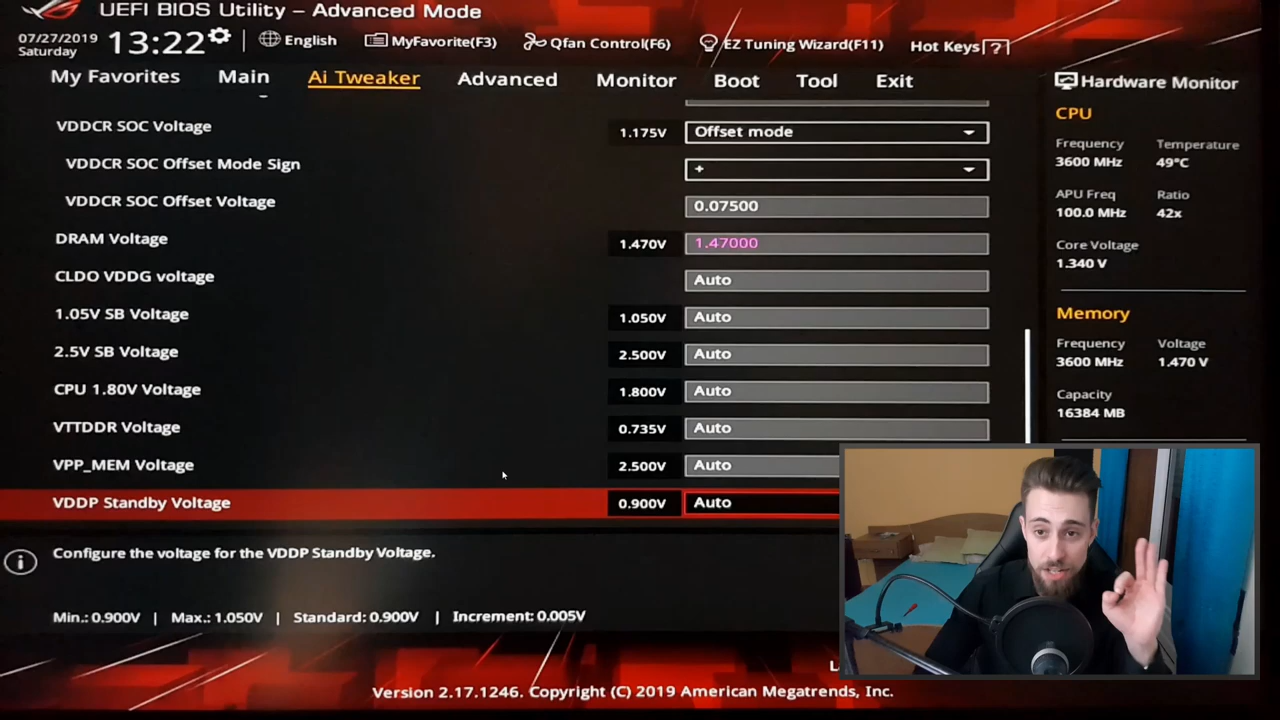 UEFI BIOS Utility – Advanced Mode
07/27/2019
Saturday
13:22
English
MyFavorite(F3)
Qfan Control(F6)
EZ Tuning Wizard(F11)
Hot Keys
?
My Favorites
Main
Ai Tweaker
Advanced
Monitor
Boot
Tool
Exit
VDDCR SOC Voltage 1.175V Offset mode
VDDCR SOC Offset Mode Sign +
VDDCR SOC Offset Voltage 0.07500
DRAM Voltage 1.470V 1.47000
CLDO VDDG voltage Auto
1.05V SB Voltage 1.050V Auto
2.5V SB Voltage 2.500V Auto
CPU 1.80V Voltage 1.800V Auto
VTTDDR Voltage 0.735V Auto
VPP_MEM Voltage 2.500V Auto
VDDP Standby Voltage 0.900V Auto
Configure the voltage for the VDDP Standby Voltage.
Min.: 0.900V | Max.: 1.050V | Standard: 0.900V | Increment: 0.005V
Hardware Monitor
CPU
Frequency Temperature
3600 MHz 49°C
APU Freq Ratio
100.0 MHz 42x
Core Voltage
1.340 V
Memory
Frequency Voltage
3600 MHz 1.470 V
Capacity
16384 MB
Version 2.17.1246. Copyright (C) 2019 American Megatrends, Inc.